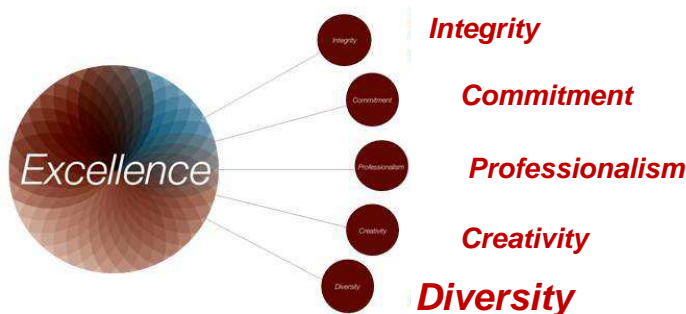 Integrity
Integrity
Commitment
Commitment
Excellence
Professionalism
Professionalism
Creativity
Creativity
Diversity
Diversity